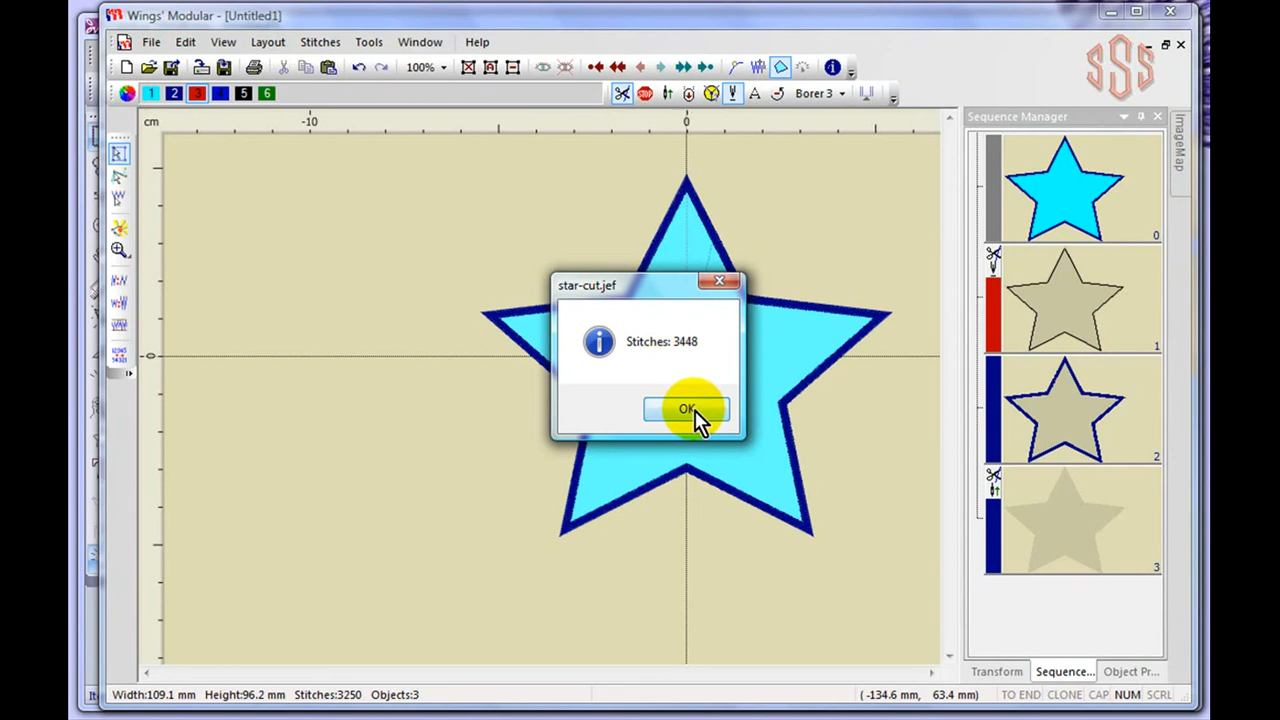 Wings' Modular - [Untitled1]
File Edit View Layout Stitches Tools Window Help
SSS
100%
1 2 3 4 5 6
STOP
A
Borer 3
cm -10 0
Sequence Manager
ImageMap
0
1
2
3
0
star-cut.jef
Stitches: 3448
OK
Transform Sequence... Object Pr...
Width:109.1 mm Height:96.2 mm Stitches:3250 Objects:3 ( -134.6 mm, 63.4 mm) TO END CLONE CAP NUM SCRL